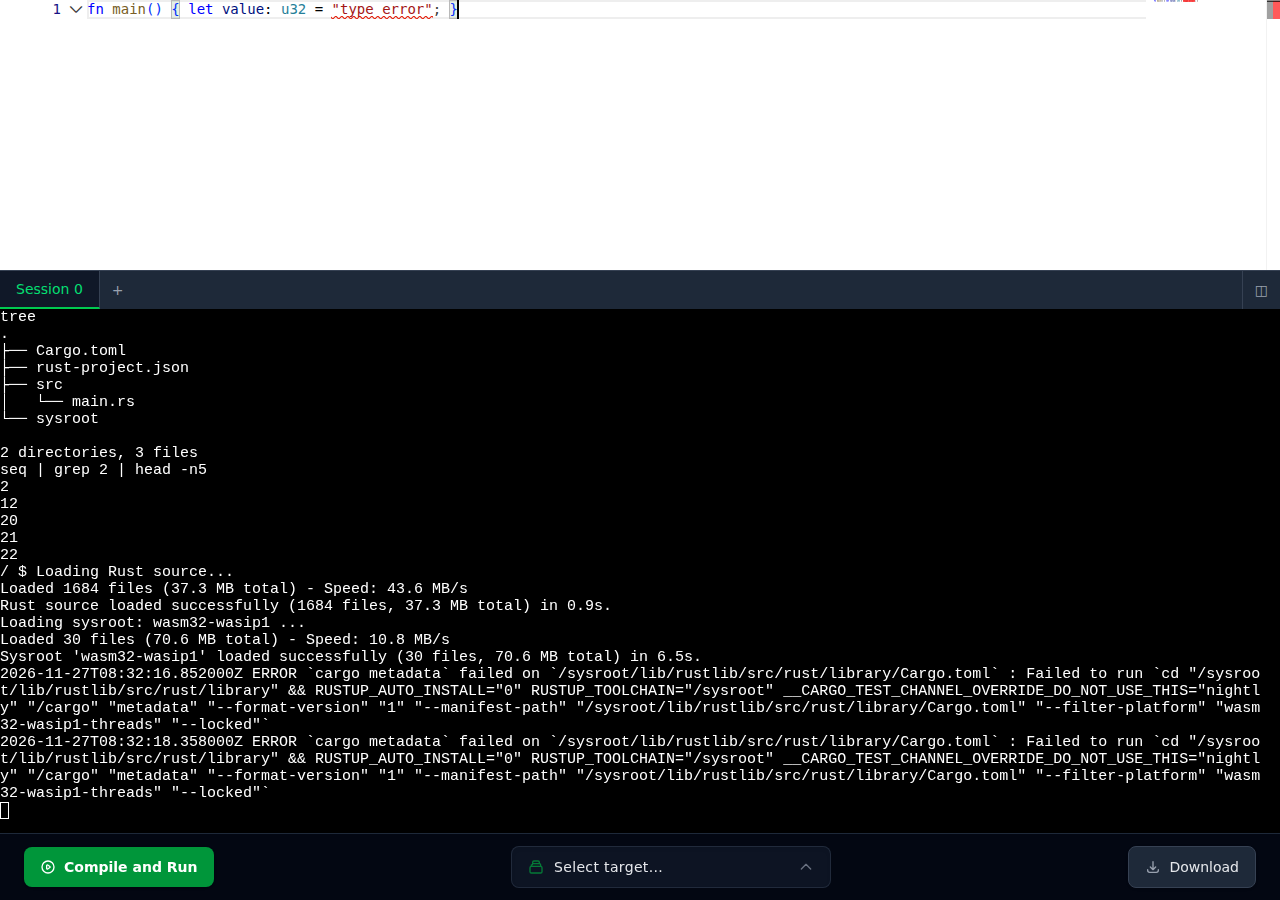 1 fn main() { let value: u32 = "type error"; }
Session 0 +
tree
.
├── Cargo.toml
├── rust-project.json
├── src
│   └── main.rs
└── sysroot
2 directories, 3 files
seq | grep 2 | head -n5
2
12
20
21
22
/ $ Loading Rust source...
Loaded 1684 files (37.3 MB total) - Speed: 43.6 MB/s
Rust source loaded successfully (1684 files, 37.3 MB total) in 0.9s.
Loading sysroot: wasm32-wasip1 ...
Loaded 30 files (70.6 MB total) - Speed: 10.8 MB/s
Sysroot 'wasm32-wasip1' loaded successfully (30 files, 70.6 MB total) in 6.5s.
2026-11-27T08:32:16.852000Z ERROR `cargo metadata` failed on `/sysroot/lib/rustlib/src/rust/library/Cargo.toml` : Failed to run `cd "/sysroo
t/lib/rustlib/src/rust/library" && RUSTUP_AUTO_INSTALL="0" RUSTUP_TOOLCHAIN="/sysroot" __CARGO_TEST_CHANNEL_OVERRIDE_DO_NOT_USE_THIS="nightl
y" "/cargo" "metadata" "--format-version" "1" "--manifest-path" "/sysroot/lib/rustlib/src/rust/library/Cargo.toml" "--filter-platform" "wasm
32-wasip1-threads" "--locked"`
2026-11-27T08:32:18.358000Z ERROR `cargo metadata` failed on `/sysroot/lib/rustlib/src/rust/library/Cargo.toml` : Failed to run `cd "/sysroo
t/lib/rustlib/src/rust/library" && RUSTUP_AUTO_INSTALL="0" RUSTUP_TOOLCHAIN="/sysroot" __CARGO_TEST_CHANNEL_OVERRIDE_DO_NOT_USE_THIS="nightl
y" "/cargo" "metadata" "--format-version" "1" "--manifest-path" "/sysroot/lib/rustlib/src/rust/library/Cargo.toml" "--filter-platform" "wasm
32-wasip1-threads" "--locked"`
Compile and Run
Select target...
Download